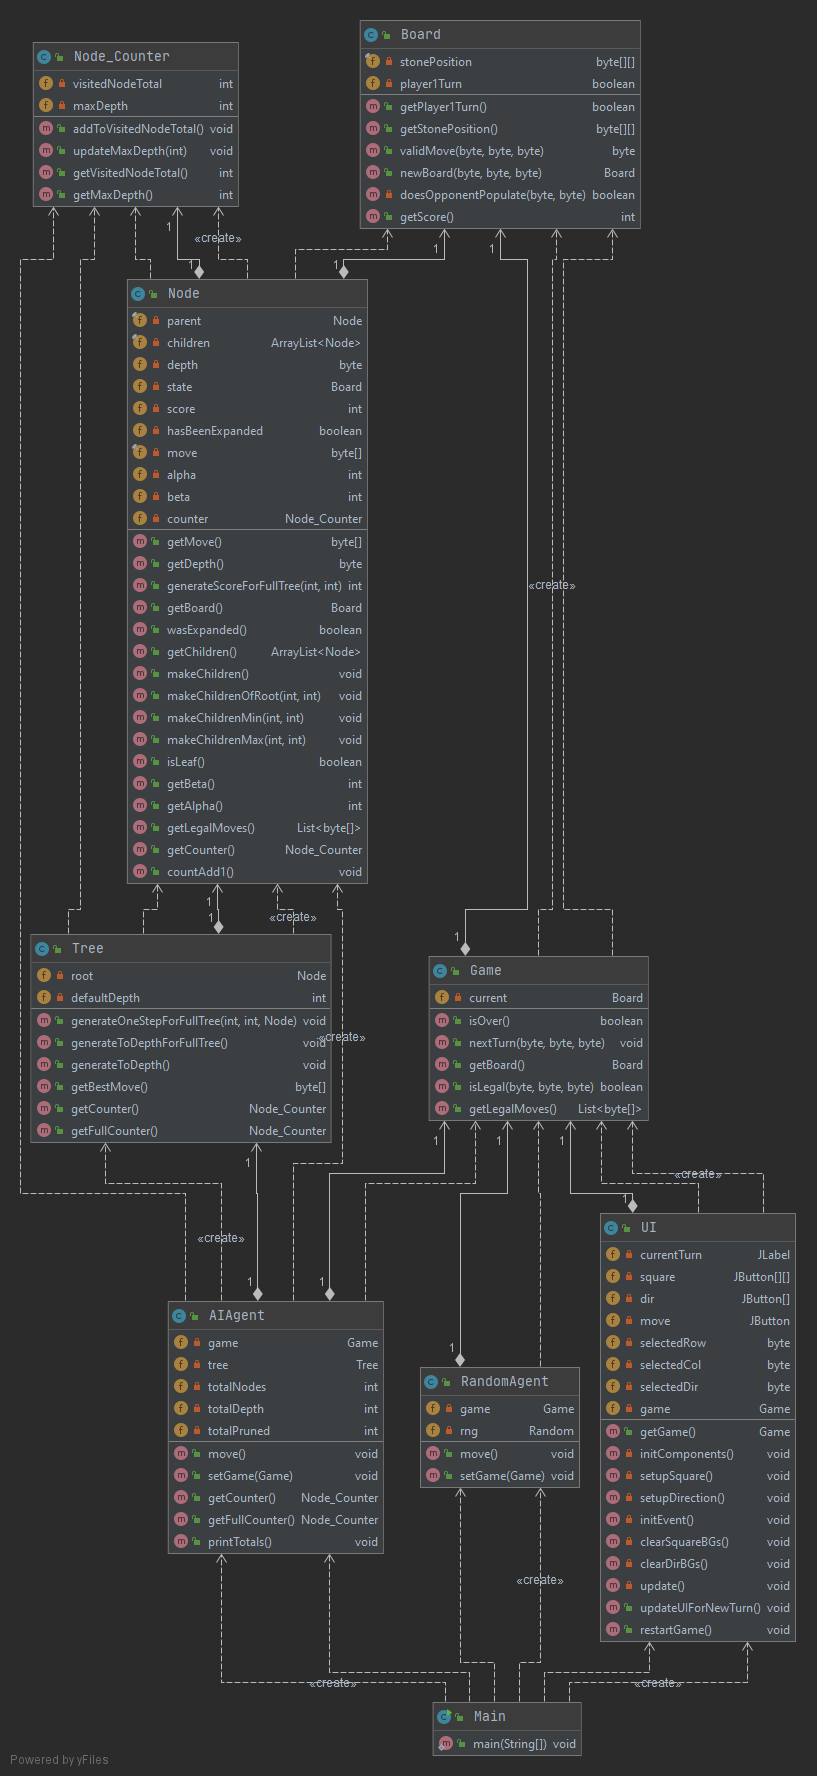 Node_Counter
visitedNodeTotal int
maxDepth int
addToVisitedNodeTotal() void
updateMaxDepth(int) void
getVisitedNodeTotal() int
getMaxDepth() int
Board
stonePosition byte[][]
player1Turn boolean
getPlayer1Turn() boolean
getStonePosition() byte[][]
validMove(byte, byte, byte) byte
newBoard(byte, byte, byte) Board
doesOpponentPopulate(byte, byte) boolean
getScore() int
1
«create»
1
1
1
1
Node
parent Node
children ArrayList<Node>
depth byte
state Board
score int
hasBeenExpanded boolean
move byte[]
alpha int
beta int
counter Node_Counter
getMove() byte[]
getDepth() byte
generateScoreForFullTree(int, int) int
getBoard() Board
wasExpanded() boolean
getChildren() ArrayList<Node>
makeChildren() void
makeChildrenOfRoot(int, int) void
makeChildrenMin(int, int) void
makeChildrenMax(int, int) void
isLeaf() boolean
getBeta() int
getAlpha() int
getLegalMoves() List<byte[]>
getCounter() Node_Counter
countAdd1() void
«create»
1
1
«create»
1
Tree
root Node
defaultDepth int
generateOneStepForFullTree(int, int, Node) void
generateToDepthForFullTree() void
generateToDepth() void
getBestMove() byte[]
getCounter() Node_Counter
getFullCounter() Node_Counter
«create»
Game
current Board
isOver() boolean
nextTurn(byte, byte, byte) void
getBoard() Board
isLegal(byte, byte, byte) boolean
getLegalMoves() List<byte[]>
1
1
1
1
«create»
1
«create»
1
1
1
AIAgent
game Game
tree Tree
totalNodes int
totalDepth int
totalPruned int
move() void
setGame(Game) void
getCounter() Node_Counter
getFullCounter() Node_Counter
printTotals() void
RandomAgent
game Game
rng Random
move() void
setGame(Game) void
UI
currentTurn JLabel
square JButton[][]
dir JButton[]
move JButton
selectedRow byte
selectedCol byte
selectedDir byte
game Game
getGame() Game
initComponents() void
setupSquare() void
setupDirection() void
initEvent() void
clearSquareBGs() void
clearDirBGs() void
update() void
updateUIForNewTurn() void
restartGame() void
«create»
«create»
«create»
Main
main(String[]) void
Powered by yFiles